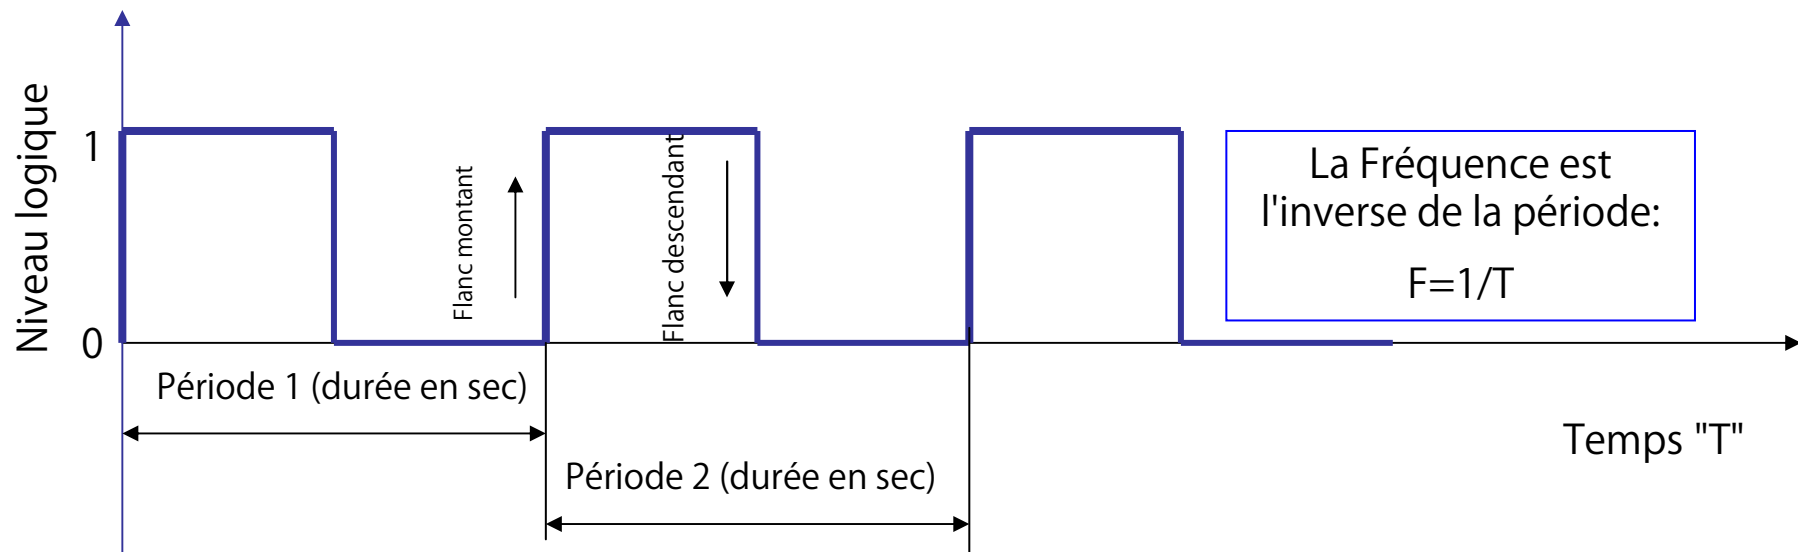 Niveau logique
1
0
Flanc montant
Flanc descendant
La Fréquence est
l'inverse de la période:
F=1/T
Période 1 (durée en sec)
Temps "T"
Période 2 (durée en sec)